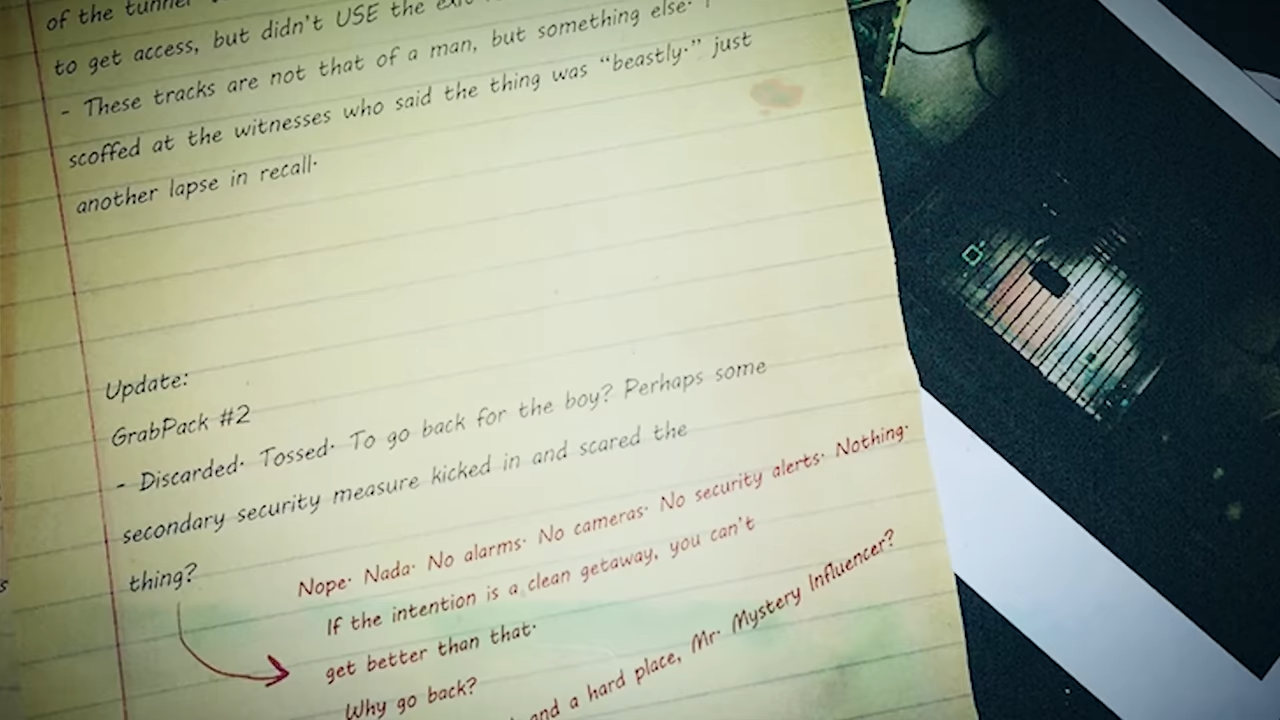 of the tunnel
to get access, but didn't USE the exit
- These tracks are not that of a man, but something else.
scoffed at the witnesses who said the thing was "beastly." just
another lapse in recall.
Update:
GrabPack #2
- Discarded. Tossed. To go back for the boy? Perhaps some
secondary security measure kicked in and scared the
thing?
Nope. Nada. No alarms. No cameras. No security alerts. Nothing.
If the intention is a clean getaway, you can't
get better than that.
Why go back?
and a hard place, Mr. Mystery Influencer?